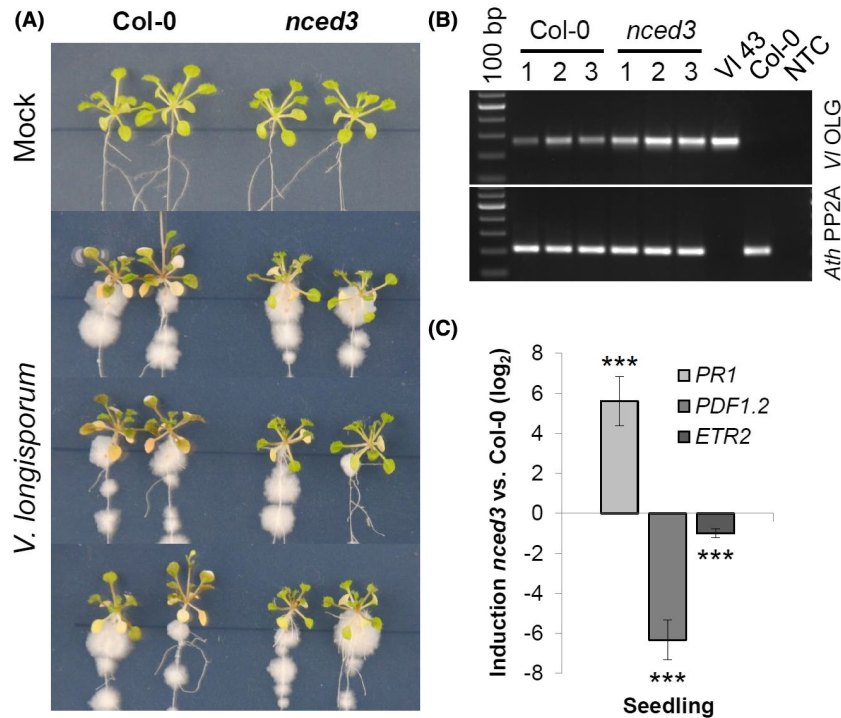 (A)
Col-0 nced3
Mock
V. longisporum
(B)
100 bp
Col-0 nced3
1 2 3 1 2 3
Vl 43
Col-0
NTC
Vl OLG
Ath PP2A
(C)
Induction nced3 vs. Col-0 (log2)
8
6
4
2
0
-2
-4
-6
-8
***
***
***
PR1
PDF1.2
ETR2
Seedling